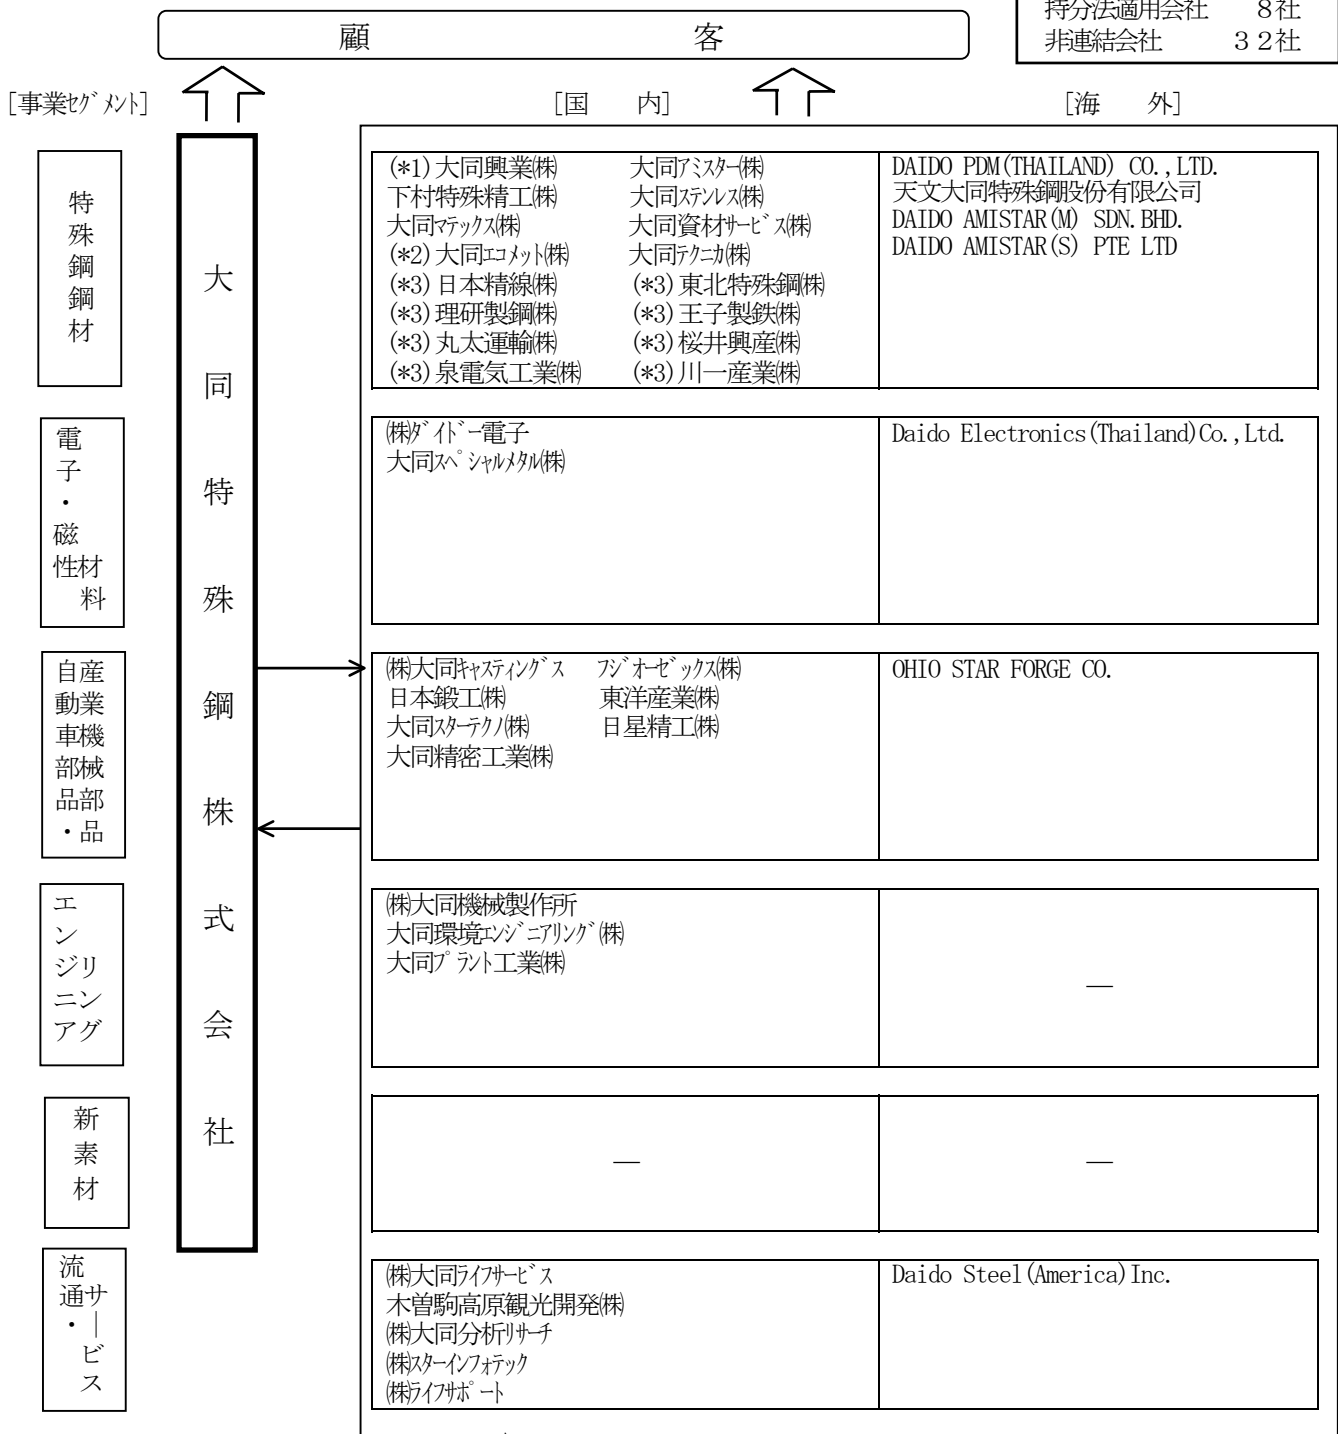 持分法適用会社　　８社
非連結会社　　３２社
顧　客
[事業ｾｸﾞﾒﾝﾄ]
[国　内]
[海　外]
大同特殊鋼株式会社
特殊鋼鋼材
(*1)大同興業㈱　大同ｱﾐｽﾀｰ㈱
下村特殊精工㈱　大同ｽﾃﾝﾚｽ㈱
大同ﾏﾃｯｸｽ㈱　大同資材ｻｰﾋﾞｽ㈱
(*2)大同ｴｺﾒｯﾄ㈱　大同ﾃｸﾆｶ㈱
(*3)日本精線㈱　(*3)東北特殊鋼㈱
(*3)理研製鋼㈱　(*3)王子製鉄㈱
(*3)丸太運輸㈱　(*3)桜井興産㈱
(*3)泉電気工業㈱　(*3)川一産業㈱
DAIDO PDM(THAILAND) CO.,LTD.
天文大同特殊鋼股份有限公司
DAIDO AMISTAR(M) SDN.BHD.
DAIDO AMISTAR(S) PTE LTD
電子・磁性材料
㈱ﾀﾞｲﾄﾞｰ電子
大同ｽﾍﾟｼｬﾙﾒﾀﾙ㈱
Daido Electronics(Thailand)Co.,Ltd.
自動車部品・産業機械部品
㈱大同ｷｬｽﾃｨﾝｸﾞｽ　ﾌｼﾞｵｰｾﾞｯｸｽ㈱
日本鍛工㈱　東洋産業㈱
大同ｽﾀｰﾃｸﾉ㈱　日星精工㈱
大同精密工業㈱
OHIO STAR FORGE CO.
エンジニアリング
㈱大同機械製作所
大同環境ｴﾝｼﾞﾆｱﾘﾝｸﾞ㈱
大同ﾌﾟﾗﾝﾄ工業㈱
―
新素材
―
―
流通・サービス
㈱大同ﾗｲﾌｻｰﾋﾞｽ
木曽駒高原観光開発㈱
㈱大同分析ﾘｻｰﾁ
㈱ｽﾀｰｲﾝﾌｫﾃｯｸ
㈱ﾗｲﾌｻﾎﾟｰﾄ
Daido Steel(America)Inc.